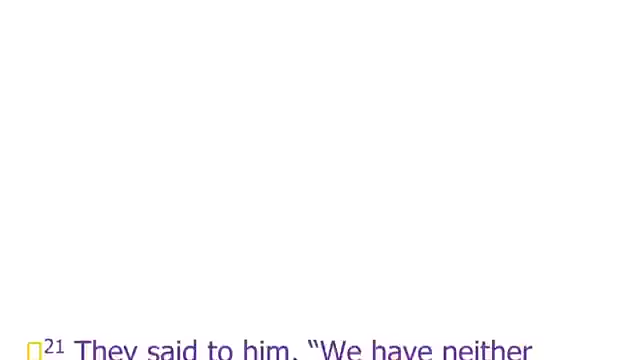 21 They said to him, “We have neither